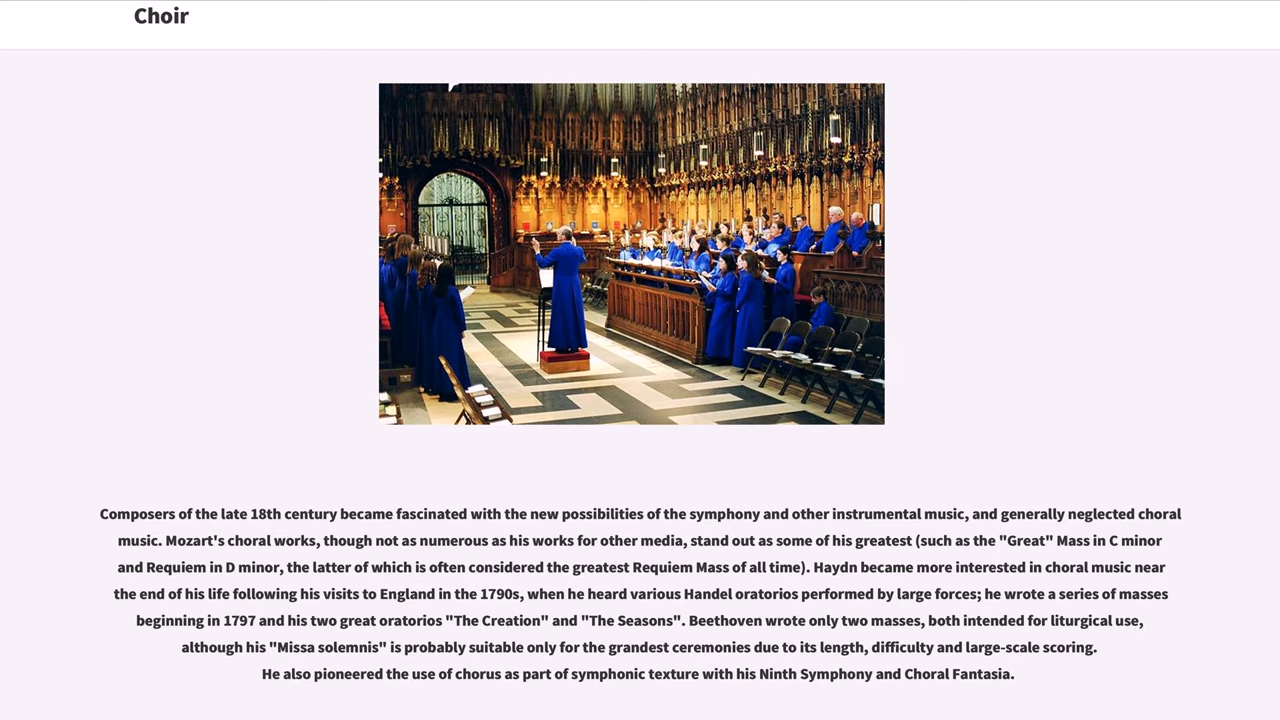 Choir
Composers of the late 18th century became fascinated with the new possibilities of the symphony and other instrumental music, and generally neglected choral
music. Mozart's choral works, though not as numerous as his works for other media, stand out as some of his greatest (such as the "Great" Mass in C minor
and Requiem in D minor, the latter of which is often considered the greatest Requiem Mass of all time). Haydn became more interested in choral music near
the end of his life following his visits to England in the 1790s, when he heard various Handel oratorios performed by large forces; he wrote a series of masses
beginning in 1797 and his two great oratorios "The Creation" and "The Seasons". Beethoven wrote only two masses, both intended for liturgical use,
although his "Missa solemnis" is probably suitable only for the grandest ceremonies due to its length, difficulty and large-scale scoring.
He also pioneered the use of chorus as part of symphonic texture with his Ninth Symphony and Choral Fantasia.